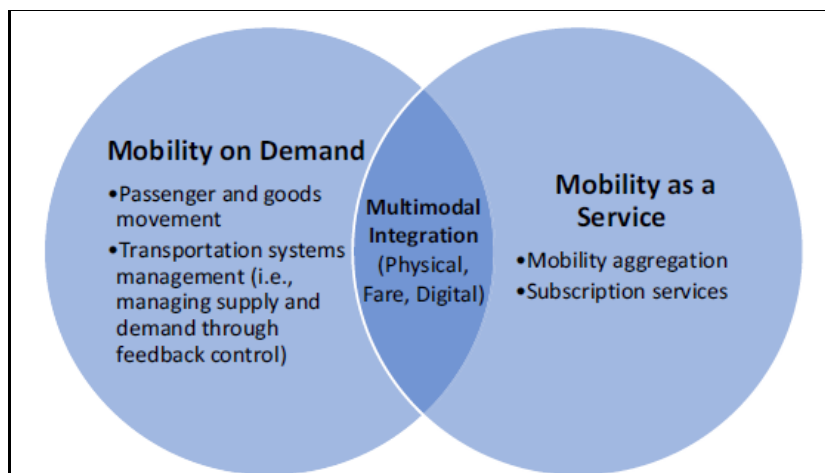 Mobility on Demand
•Passenger and goods
movement
•Transportation systems
management (i.e.,
managing supply and
demand through
feedback control)
Multimodal
Integration
(Physical,
Fare, Digital)
Mobility as a
Service
•Mobility aggregation
•Subscription services